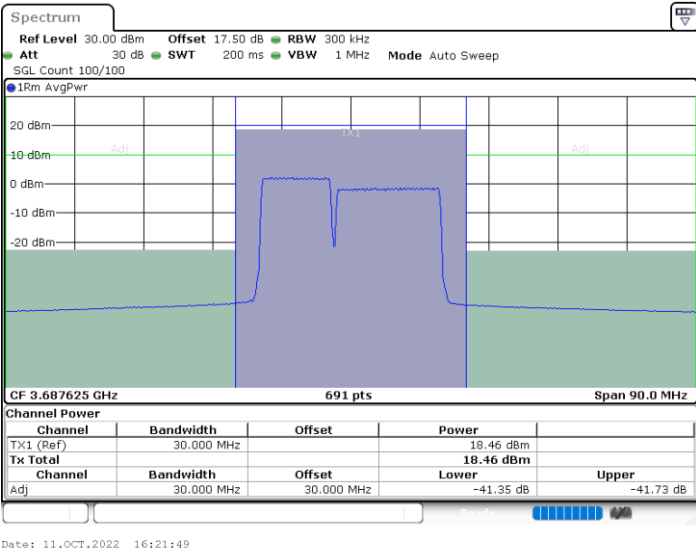 Spectrum
Ref Level 30.00 dBm Offset 17.50 dB RBW 300 kHz
Att 30 dB SWT 200 ms VBW 1 MHz Mode Auto Sweep
SGL Count 100/100
1Rm AvgPwr
20 dBm
TX1
Adj
Adj
10 dBm
0 dBm
-10 dBm
-20 dBm
CF 3.687625 GHz 691 pts Span 90.0 MHz
Channel Power
Channel Bandwidth Offset Power
TX1 (Ref) 30.000 MHz 18.46 dBm
Tx Total 18.46 dBm
Channel Bandwidth Offset Lower Upper
Adj 30.000 MHz 30.000 MHz -41.35 dB -41.73 dB
Ready
Date: 11.OCT.2022 16:21:49